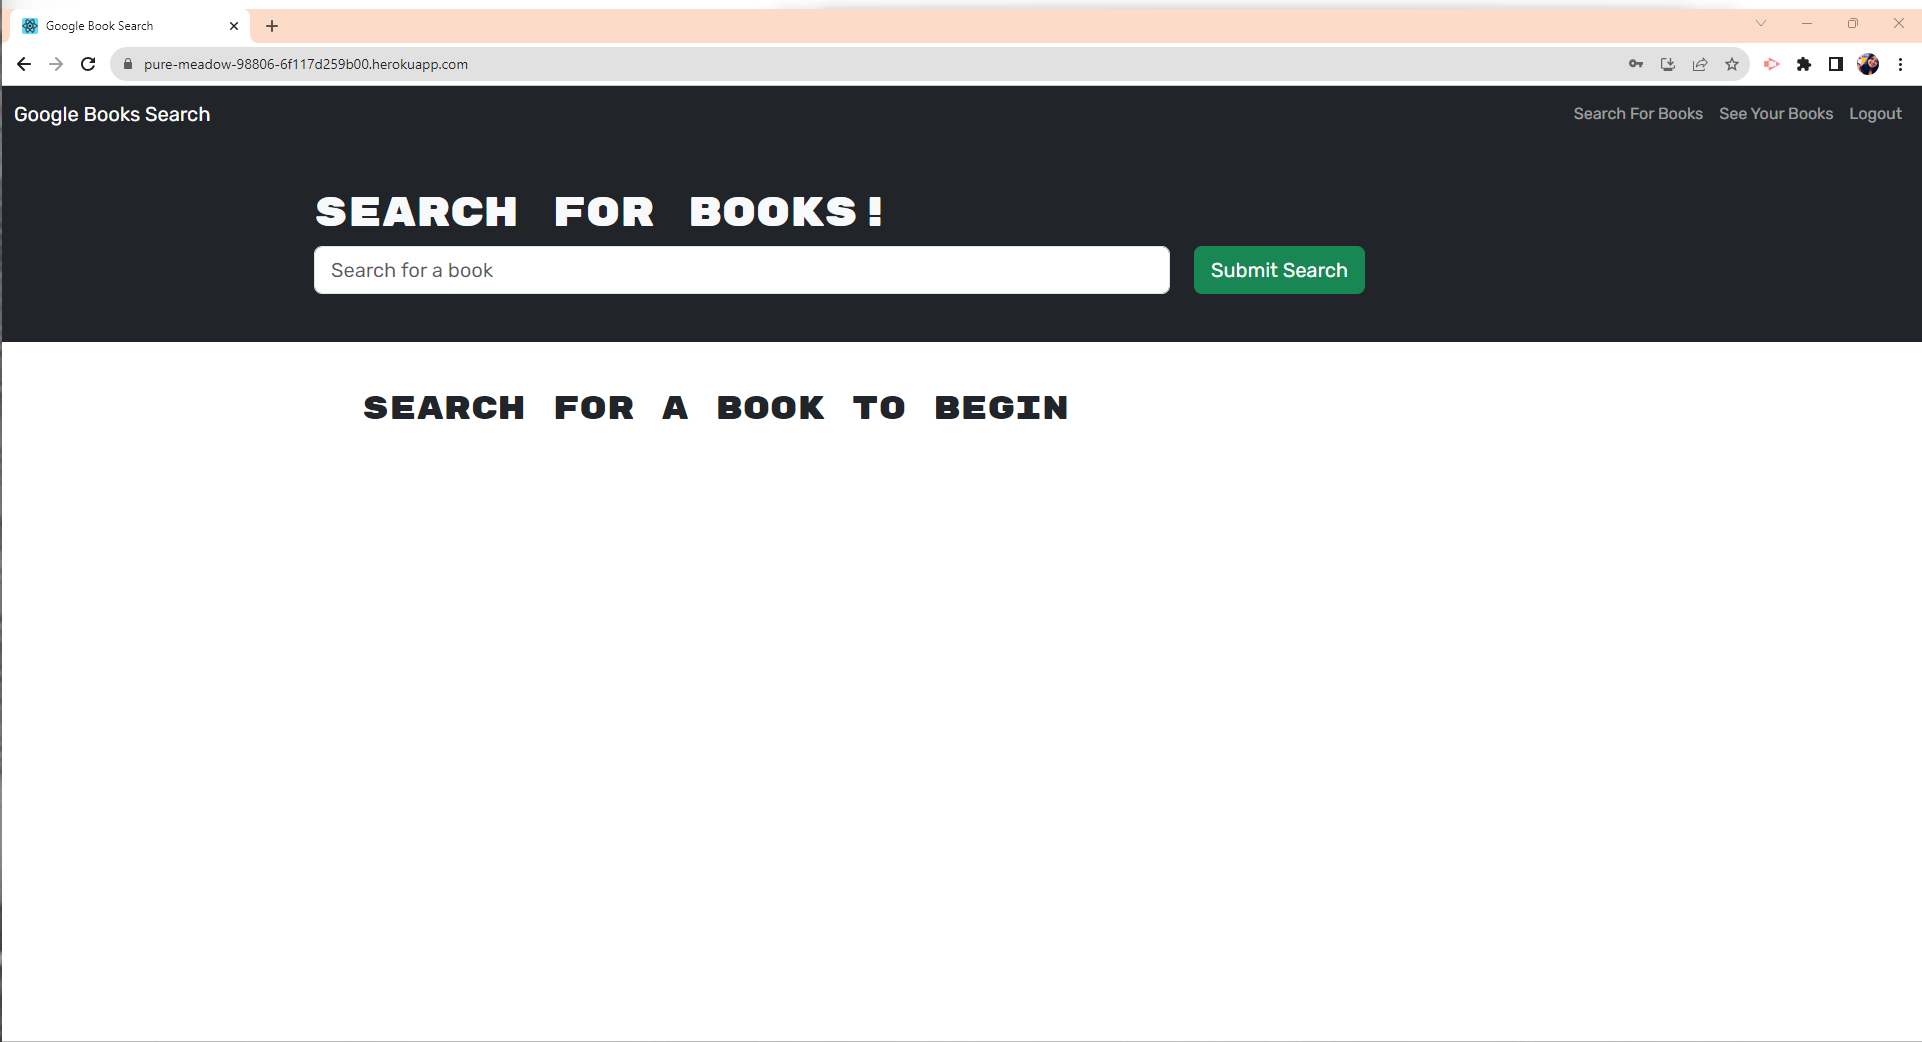 Google Book Search
pure-meadow-98806-6f117d259b00.herokuapp.com
Google Books Search
Search For Books
See Your Books
Logout
SEARCH FOR BOOKS!
Search for a book
Submit Search
SEARCH FOR A BOOK TO BEGIN